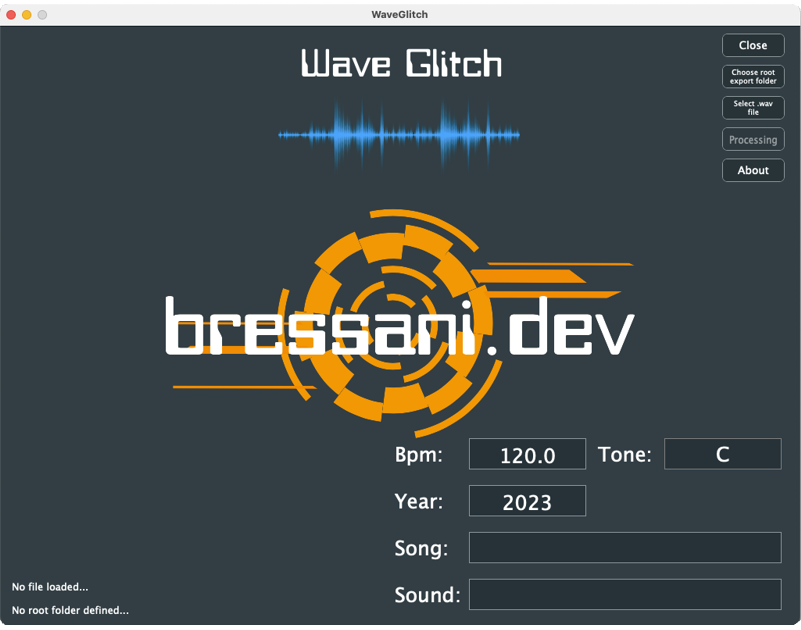 WaveGlitch
Wave Glitch
Close
Choose root
export folder
Select .wav
file
Processing
About
bressani.dev
Bpm: 120.0 Tone: C
Year: 2023
Song:
Sound:
No file loaded...
No root folder defined...